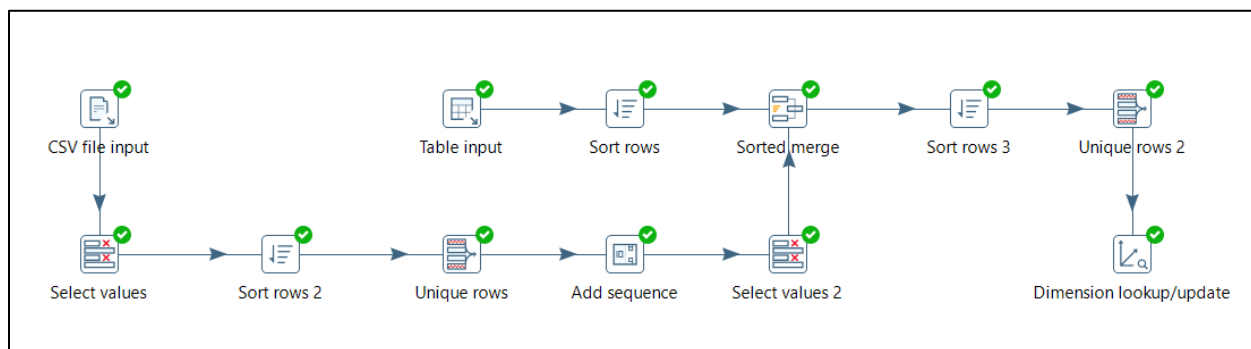 CSV file input
Table input
Sort rows
Sorted merge
Sort rows 3
Unique rows 2
Select values
Sort rows 2
Unique rows
Add sequence
Select values 2
Dimension lookup/update